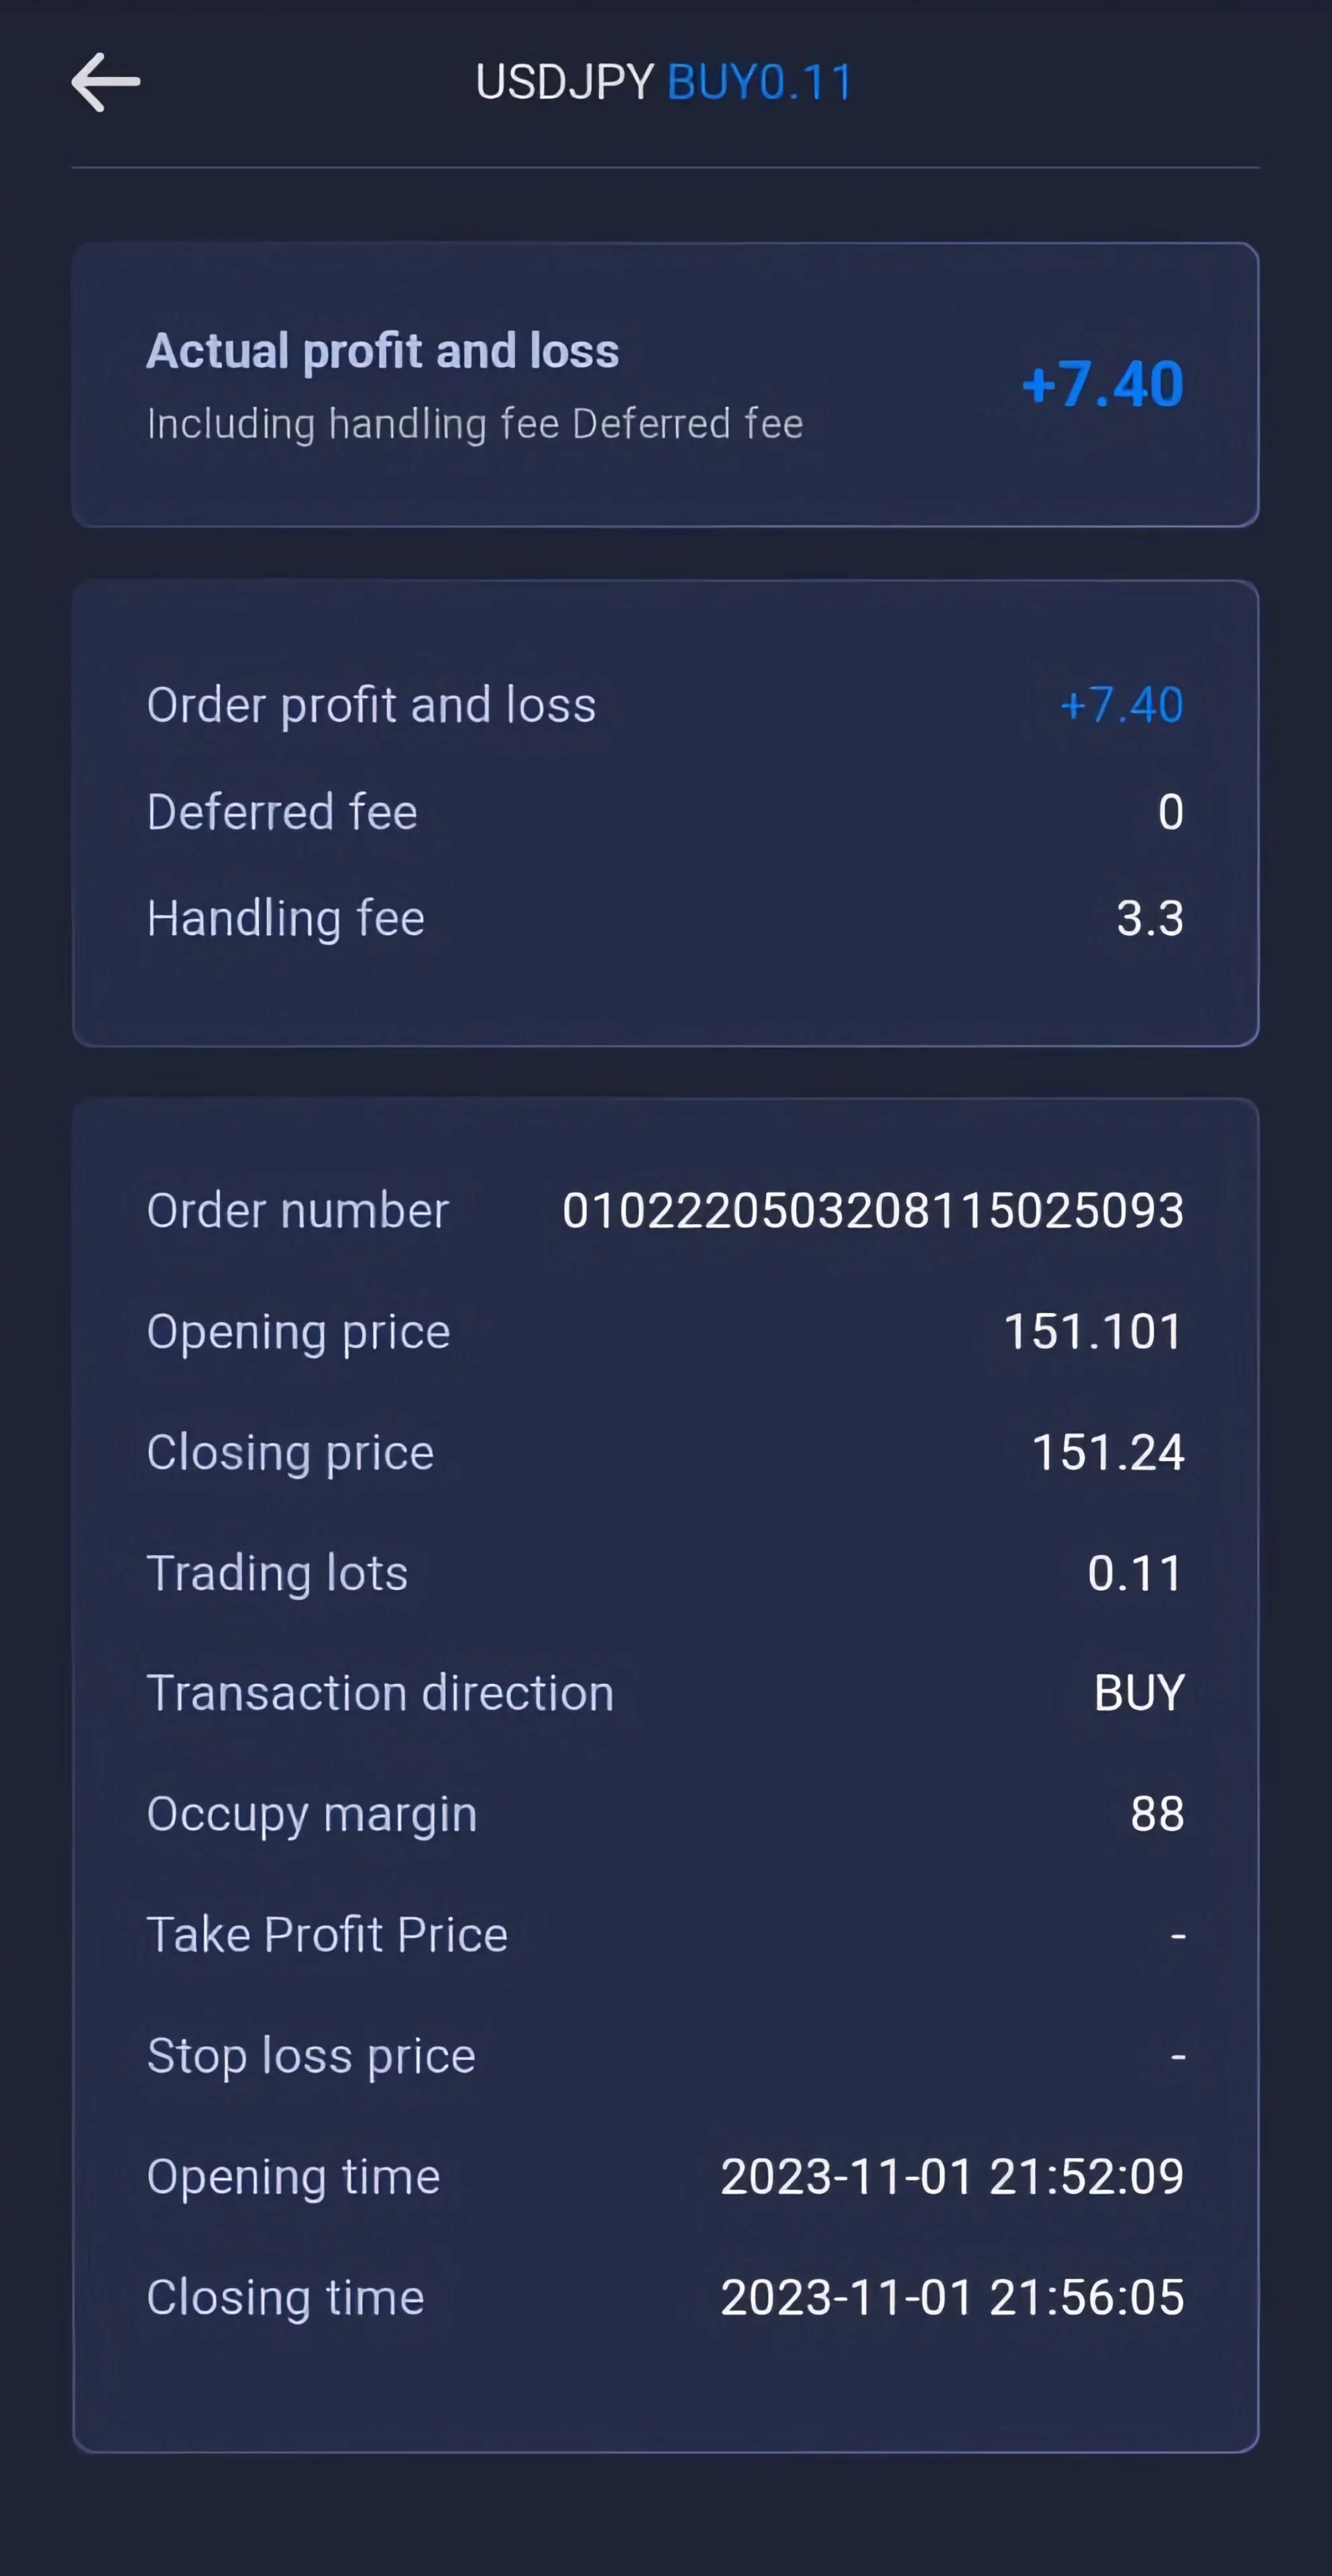 USDJPY BUY0.11
Actual profit and loss
+7.40
Including handling fee Deferred fee
Order profit and loss +7.40
Deferred fee 0
Handling fee 3.3
Order number 0102220503208115025093
Opening price 151.101
Closing price 151.24
Trading lots 0.11
Transaction direction BUY
Occupy margin 88
Take Profit Price -
Stop loss price -
Opening time 2023-11-01 21:52:09
Closing time 2023-11-01 21:56:05